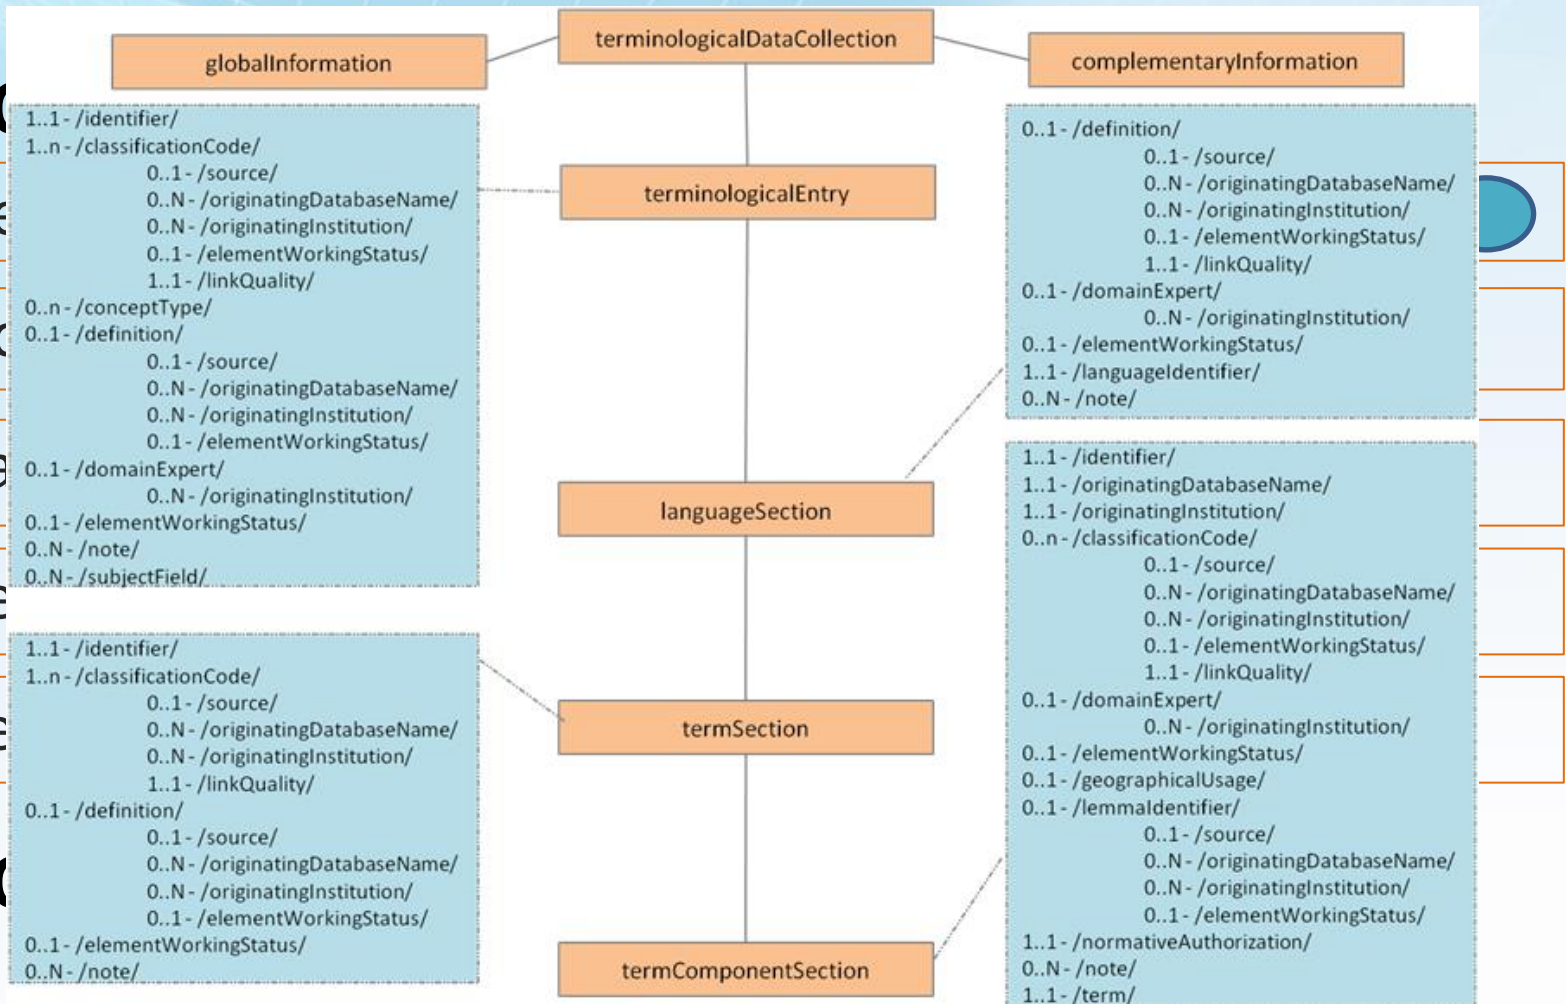 terminologicalDataCollection
globalInformation
complementaryInformation
1..1 - /identifier/
1..n - /classificationCode/
0..1 - /source/
0..N - /originatingDatabaseName/
0..N - /originatingInstitution/
0..1 - /elementWorkingStatus/
1..1 - /linkQuality/
0..n - /conceptType/
0..1 - /definition/
0..1 - /source/
0..N - /originatingDatabaseName/
0..N - /originatingInstitution/
0..1 - /elementWorkingStatus/
0..1 - /domainExpert/
0..N - /originatingInstitution/
0..1 - /elementWorkingStatus/
0..N - /note/
0..N - /subjectField/
terminologicalEntry
0..1 - /definition/
0..1 - /source/
0..N - /originatingDatabaseName/
0..N - /originatingInstitution/
0..1 - /elementWorkingStatus/
1..1 - /linkQuality/
0..1 - /domainExpert/
0..N - /originatingInstitution/
0..1 - /elementWorkingStatus/
1..1 - /languageIdentifier/
0..N - /note/
languageSection
1..1 - /identifier/
1..n - /classificationCode/
0..1 - /source/
0..N - /originatingDatabaseName/
0..N - /originatingInstitution/
1..1 - /linkQuality/
0..1 - /definition/
0..1 - /source/
0..N - /originatingDatabaseName/
0..N - /originatingInstitution/
0..1 - /elementWorkingStatus/
0..1 - /elementWorkingStatus/
0..N - /note/
termSection
termComponentSection
1..1 - /identifier/
1..1 - /originatingDatabaseName/
1..1 - /originatingInstitution/
0..n - /classificationCode/
0..1 - /source/
0..N - /originatingDatabaseName/
0..N - /originatingInstitution/
0..1 - /elementWorkingStatus/
1..1 - /linkQuality/
0..1 - /domainExpert/
0..N - /originatingInstitution/
0..1 - /elementWorkingStatus/
0..1 - /geographicalUsage/
0..1 - /lemmaIdentifier/
0..1 - /source/
0..N - /originatingDatabaseName/
0..N - /originatingInstitution/
0..1 - /elementWorkingStatus/
1..1 - /normativeAuthorization/
0..N - /note/
1..1 - /term/